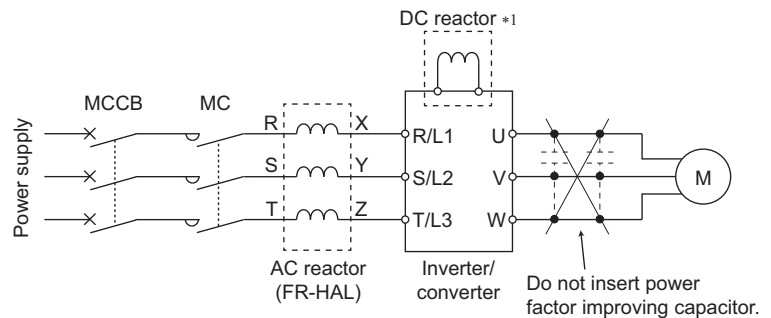 DC reactor *1
MCCB
MC
R
X
R/L1
U
S
Y
S/L2
V
M
T
Z
T/L3
W
Power supply
AC reactor
(FR-HAL)
Inverter/
converter
Do not insert power
factor improving capacitor.